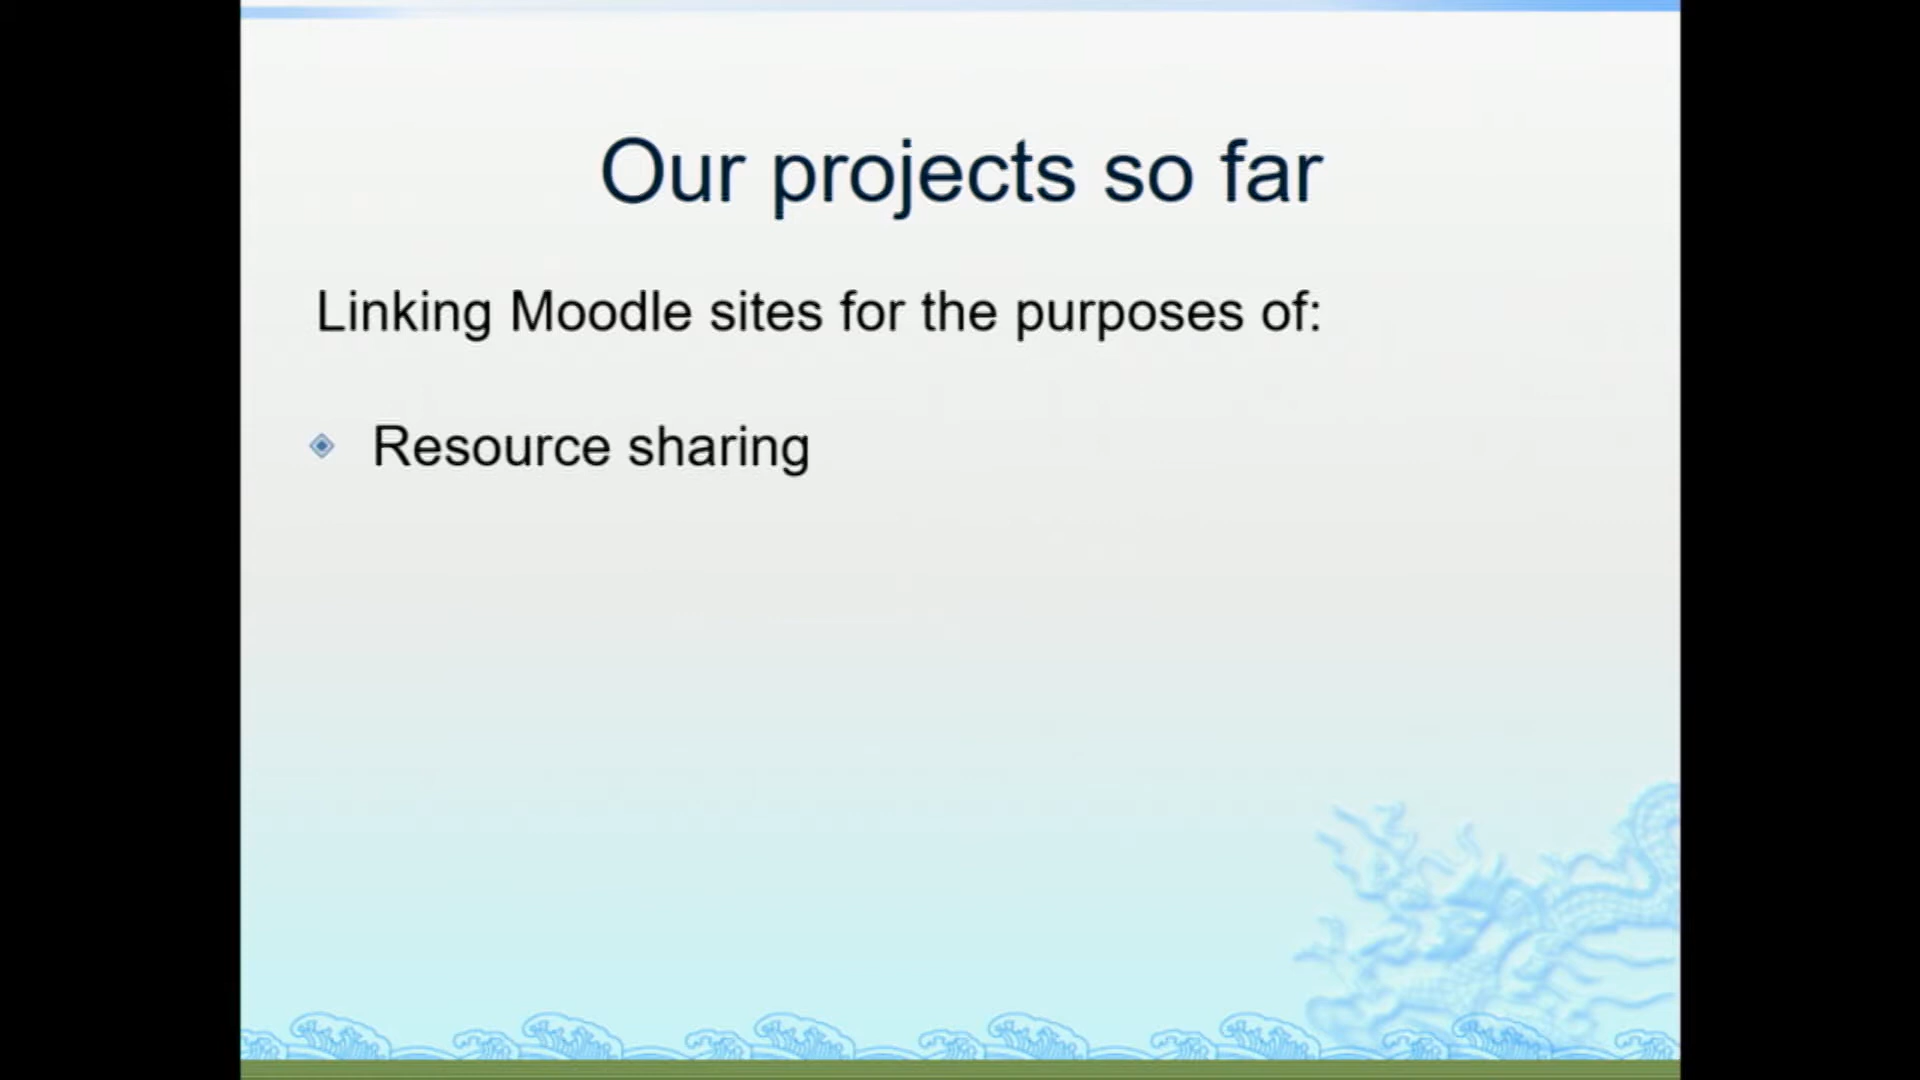 Our projects so far
Linking Moodle sites for the purposes of:
Resource sharing